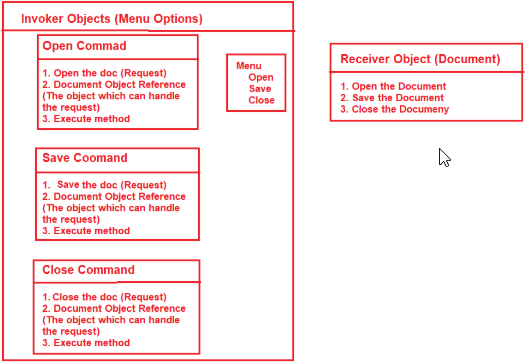 Invoker Objects (Menu Options)
Open Commad
1. Open the doc (Request)
2. Document Object Reference
(The object which can handle
the request)
3. Execute method
Menu
Open
Save
Close
Save Coomand
1. Save the doc (Request)
2. Document Object Reference
(The object which can handle
the request)
3. Execute method
Close Command
1. Close the doc (Request)
2. Document Object Reference
(The object which can handle
the request)
3. Execute method
Receiver Object (Document)
1. Open the Document
2. Save the Document
3. Close the Documeny